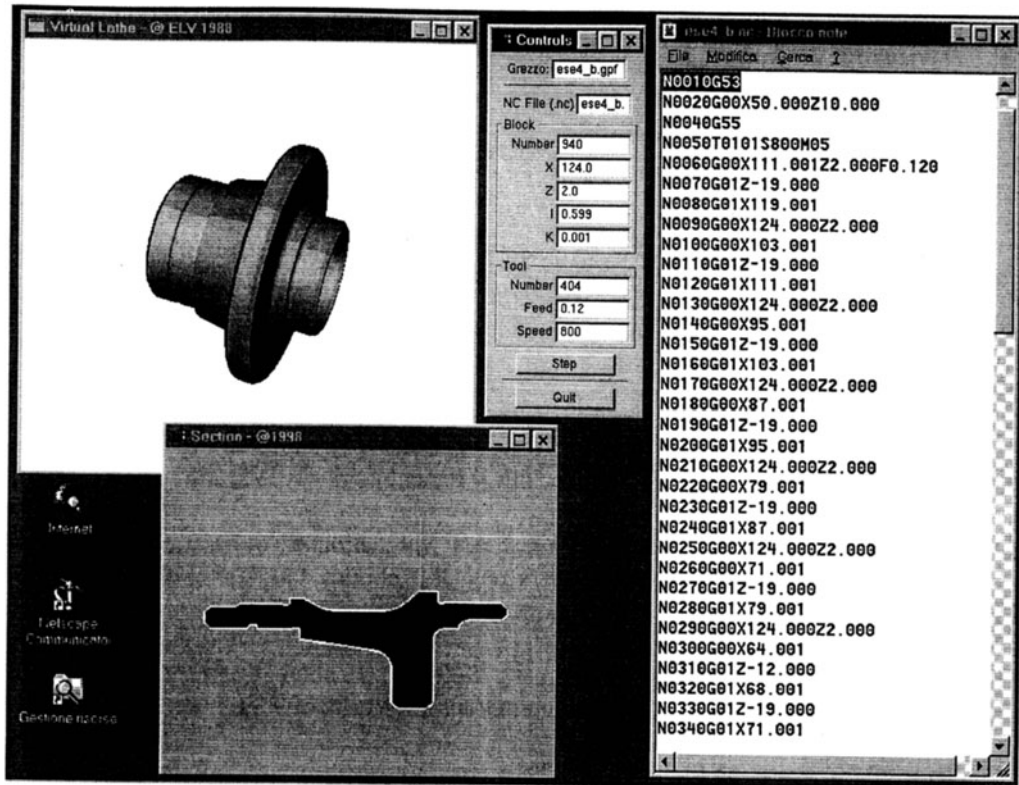 Virtual Lathe - @ ELV 1988
Controls
Grezzo: ese4_b.gpf
NC File (.nc) ese4_b.
Block
Number 940
X 124.0
Z 2.0
I 0.599
K 0.001
Tool
Number 404
Feed 0.12
Speed 800
Step
Quit
Section - @1998
Internet
Netscape
Communicator
Gestione
ese4_b.nc - Blocco note
File Modifica Cerca ?
N0010G53
N0020G00X50.000Z10.000
N0040G55
N0050T0101S800M05
N0060G00X111.001Z2.000F0.120
N0070G01Z-19.000
N0080G01X119.001
N0090G00X124.000Z2.000
N0100G00X103.001
N0110G01Z-19.000
N0120G01X111.001
N0130G00X124.000Z2.000
N0140G00X95.001
N0150G01Z-19.000
N0160G01X103.001
N0170G00X124.000Z2.000
N0180G00X87.001
N0190G01Z-19.000
N0200G01X95.001
N0210G00X124.000Z2.000
N0220G00X79.001
N0230G01Z-19.000
N0240G01X87.001
N0250G00X124.000Z2.000
N0260G00X71.001
N0270G01Z-19.000
N0280G01X79.001
N0290G00X124.000Z2.000
N0300G00X64.001
N0310G01Z-12.000
N0320G01X68.001
N0330G01Z-19.000
N0340G01X71.001